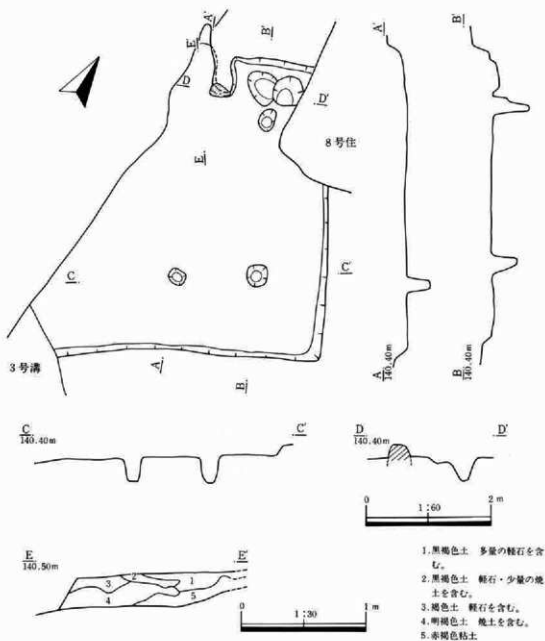 A'
B'
E'
D
D'
8号住
E
C
C'
3号溝
A
B
A'
A
140.40m
B'
B
140.40m
C
140.40m
C'
D
140.40m
D'
0 1:60 2m
E
140.50m
E'
2
1
3
5
4
0 1:30 1m
1.黒褐色土 多量の軽石を含
む。
2.黒褐色土 軽石・少量の焼
土を含む。
3.褐色土 軽石を含む。
4.明褐色土 焼土を含む。
5.赤褐色粘土